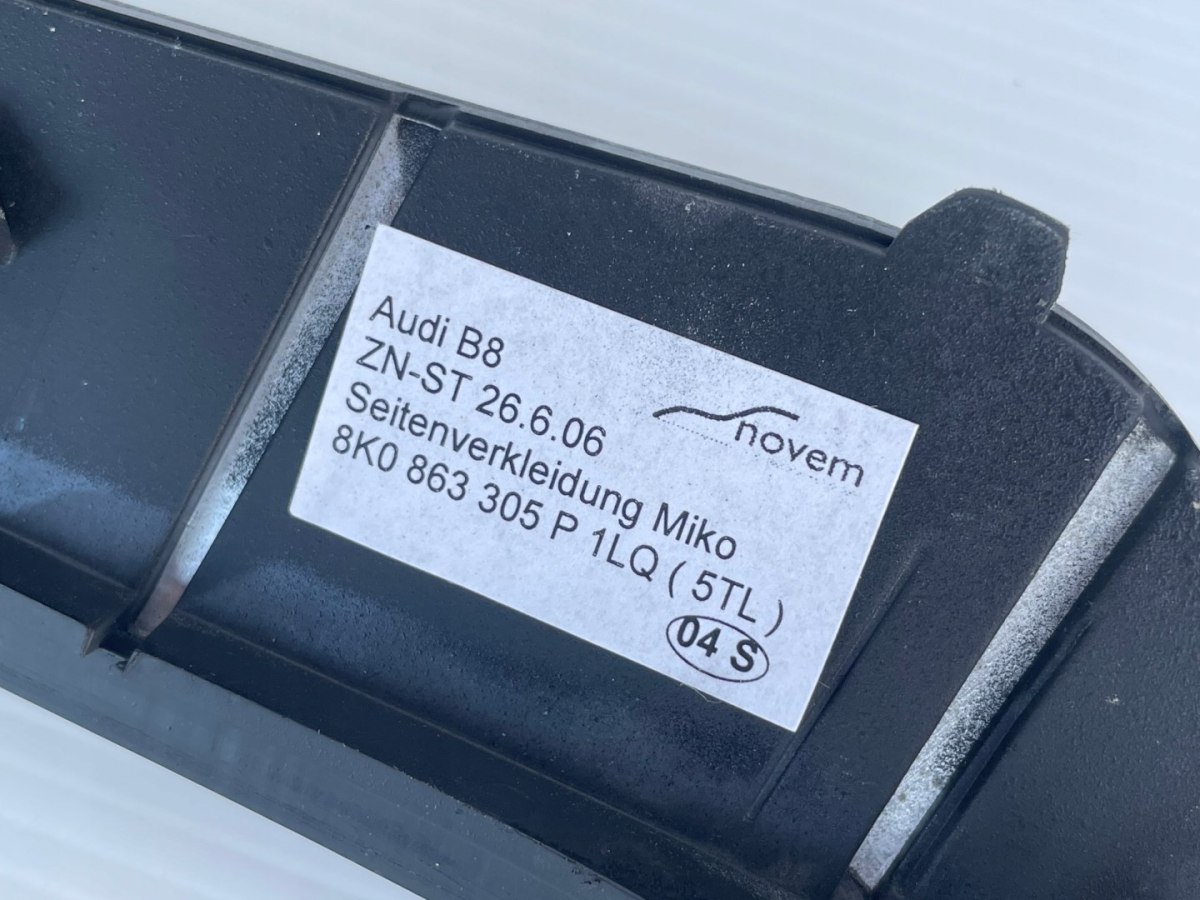 Audi B8
ZN-ST 26.6.06
novem
Seitenverkleidung Miko
8K0 863 305 P 1LQ ( 5TL )
04 S